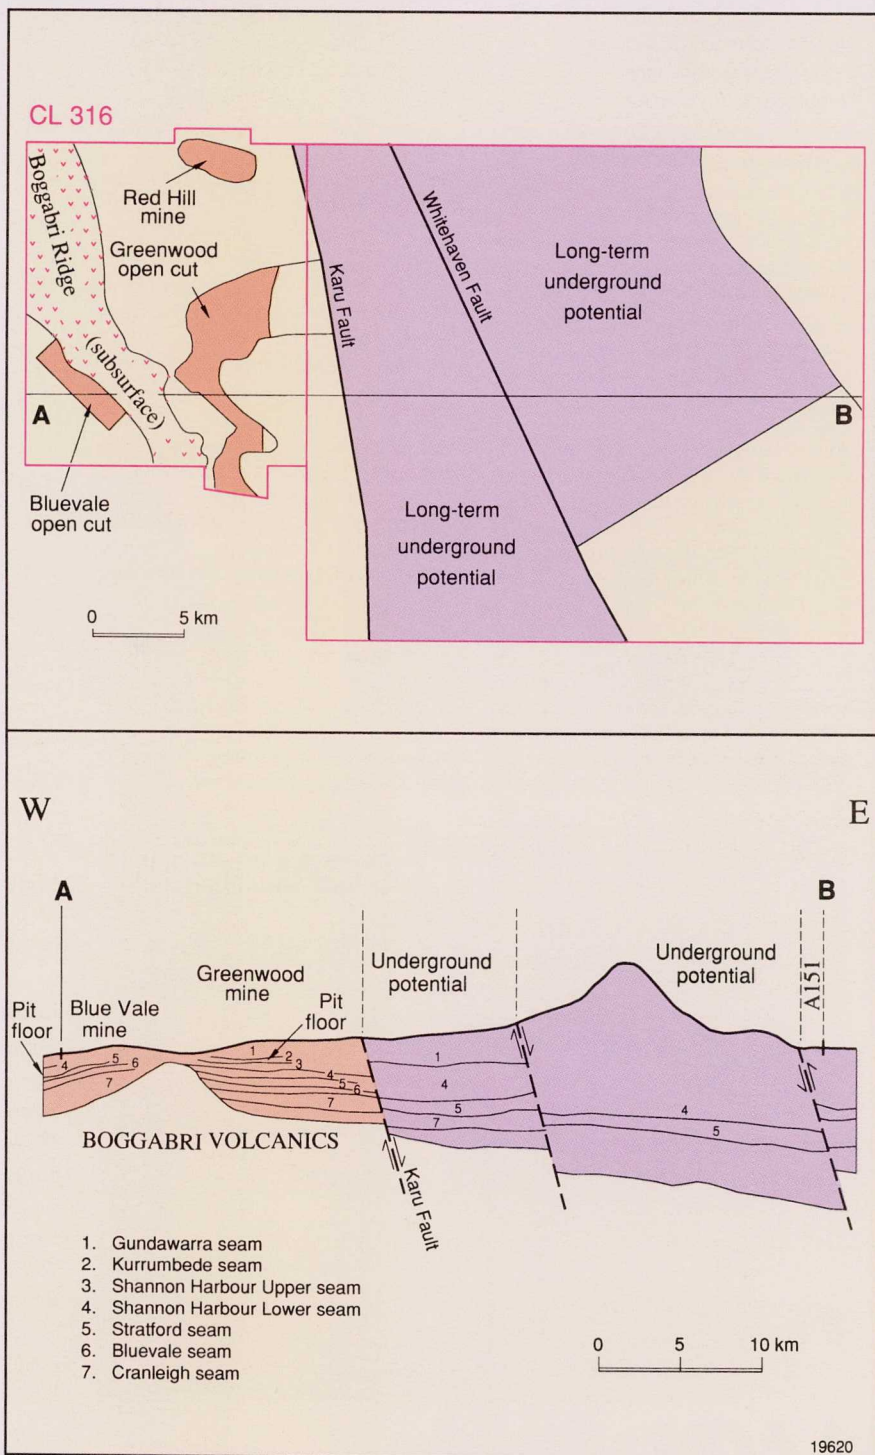 CL 316
Boggabri Ridge
(subsurface)
Red Hill
mine
Greenwood
open cut
Karu Fault
Whitehaven Fault
Long-term
underground
potential
A
B
Bluevale
open cut
Long-term
underground
potential
0 5 km
W
E
A
B
Pit
floor
Blue Vale
mine
Greenwood
mine
Pit
floor
Underground
potential
Underground
potential
A151
4
5
6
7
1
2
3
4
5
6
7
1
4
5
7
4
5
BOGGABRI VOLCANICS
Karu Fault
1. Gundawarra seam
2. Kurrumbede seam
3. Shannon Harbour Upper seam
4. Shannon Harbour Lower seam
5. Stratford seam
6. Bluevale seam
7. Cranleigh seam
0 5 10 km
19620